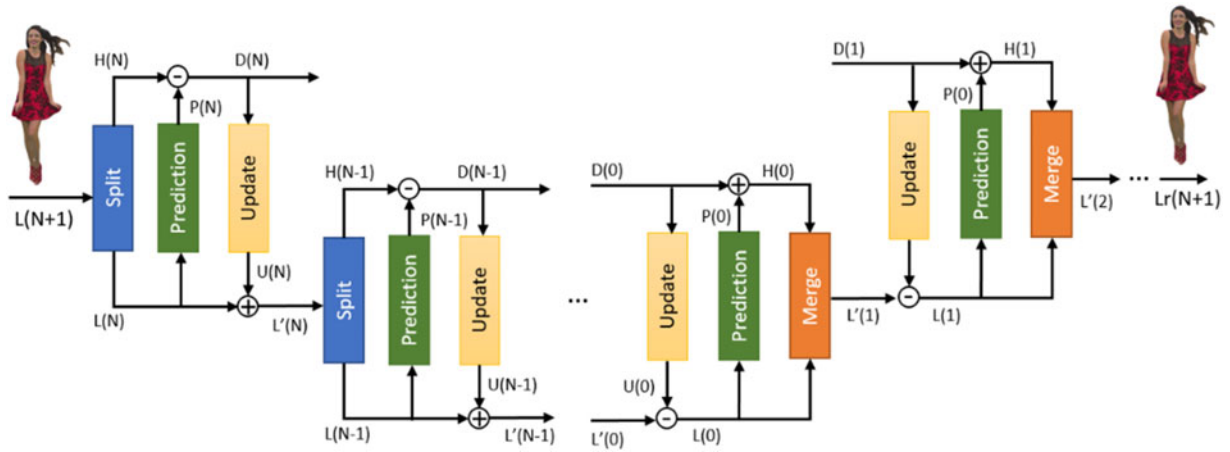 L(N+1)
H(N)
D(N)
P(N)
Split
Prediction
Update
U(N)
L(N)
L'(N)
H(N-1)
D(N-1)
P(N-1)
Split
Prediction
Update
U(N-1)
L(N-1)
L'(N-1)
...
D(0)
H(0)
P(0)
Update
Prediction
Merge
U(0)
L'(0)
L(0)
L'(1)
D(1)
H(1)
P(0)
Update
Prediction
Merge
L(1)
L'(2)
...
Lr(N+1)